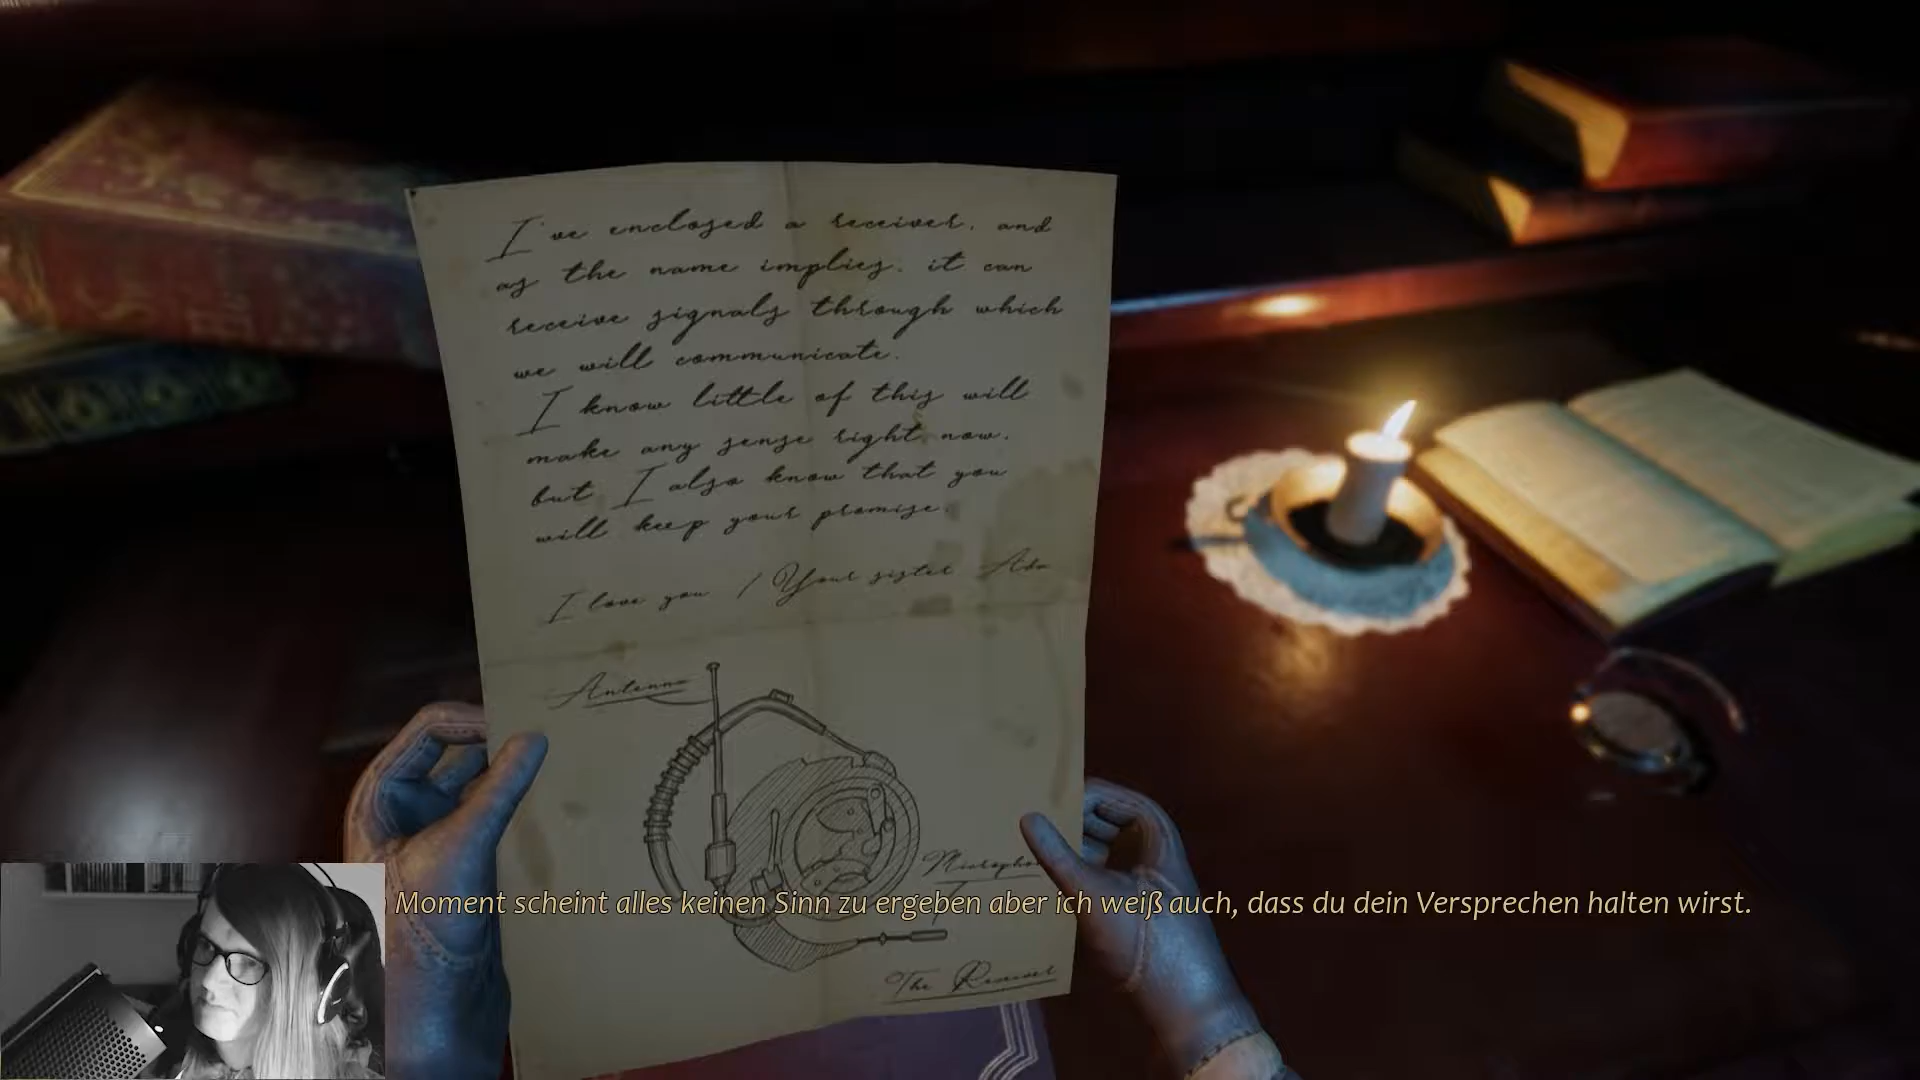 I've enclosed a receiver, and
as the name implies, it can
receive signals through which
we will communicate.
I know little of this will
make any sense right now,
but I also know that you
will keep your promise.
I love you / Your sister Ada
Antenna
Moment scheint alles keinen Sinn zu ergeben aber ich weiß auch, dass du dein Versprechen halten wirst.
The Receiver